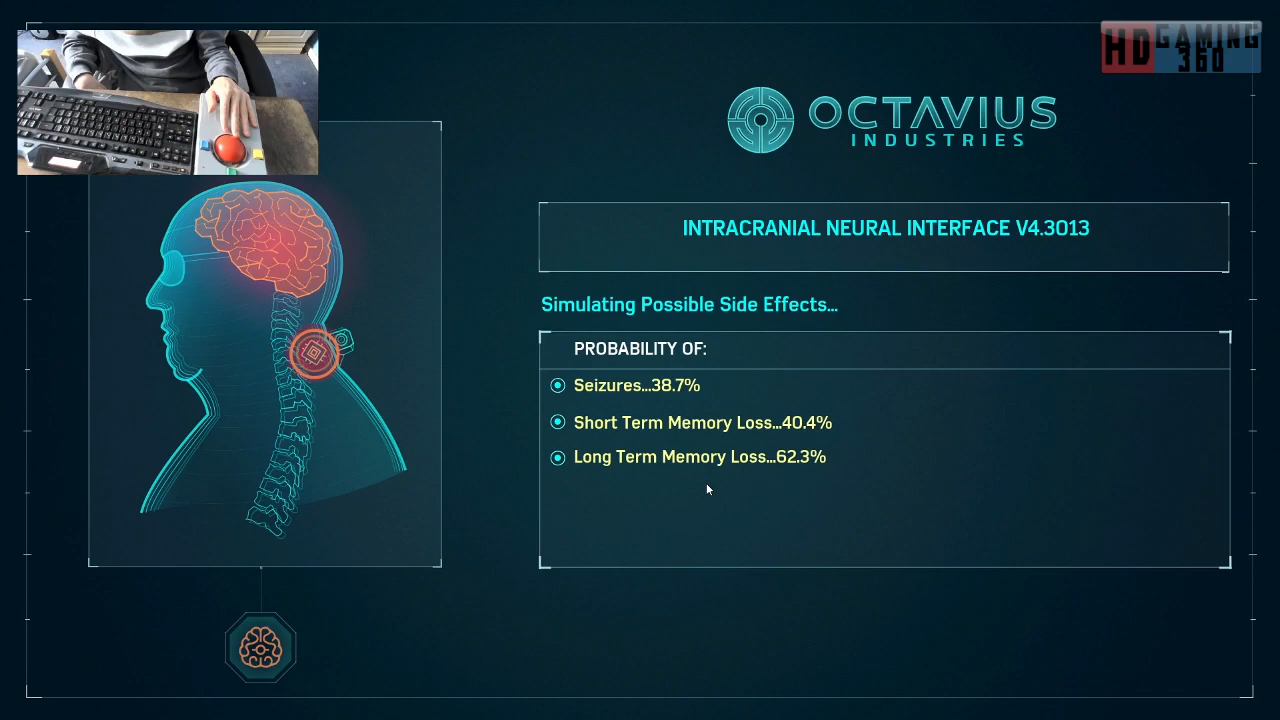 HD GAMING
360
OCTAVIUS
INDUSTRIES
INTRACRANIAL NEURAL INTERFACE V4.3013
Simulating Possible Side Effects...
PROBABILITY OF:
Seizures...38.7%
Short Term Memory Loss...40.4%
Long Term Memory Loss...62.3%